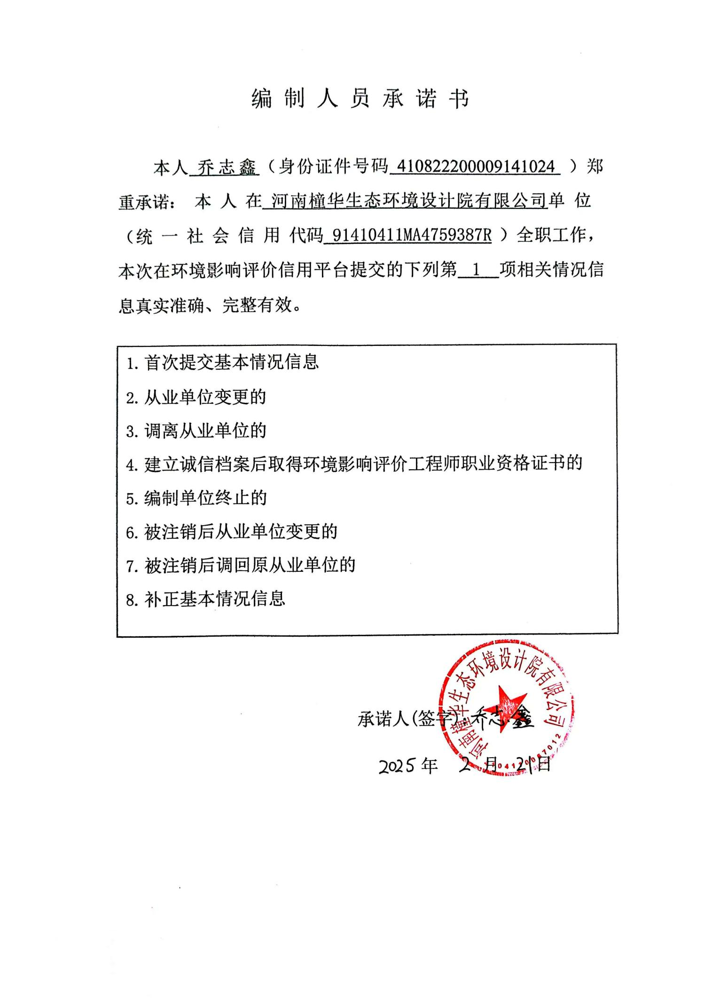 编制人员承诺书
本人 乔志鑫（身份证件号码 410822200009141024 ）郑
重承诺： 本人在 河南橦华生态环境设计院有限公司单位
（统一社会信用代码 91410411MA4759387R ）全职工作，
本次在环境影响评价信用平台提交的下列第 1 项相关情况信
息真实准确、完整有效。
1. 首次提交基本情况信息
2. 从业单位变更的
3. 调离从业单位的
4. 建立诚信档案后取得环境影响评价工程师职业资格证书的
5. 编制单位终止的
6. 被注销后从业单位变更的
7. 被注销后调回原从业单位的
8. 补正基本情况信息
河南橦华生态环境设计院有限公司
承诺人(签字): 乔志鑫
2025 年 2 月 21 日